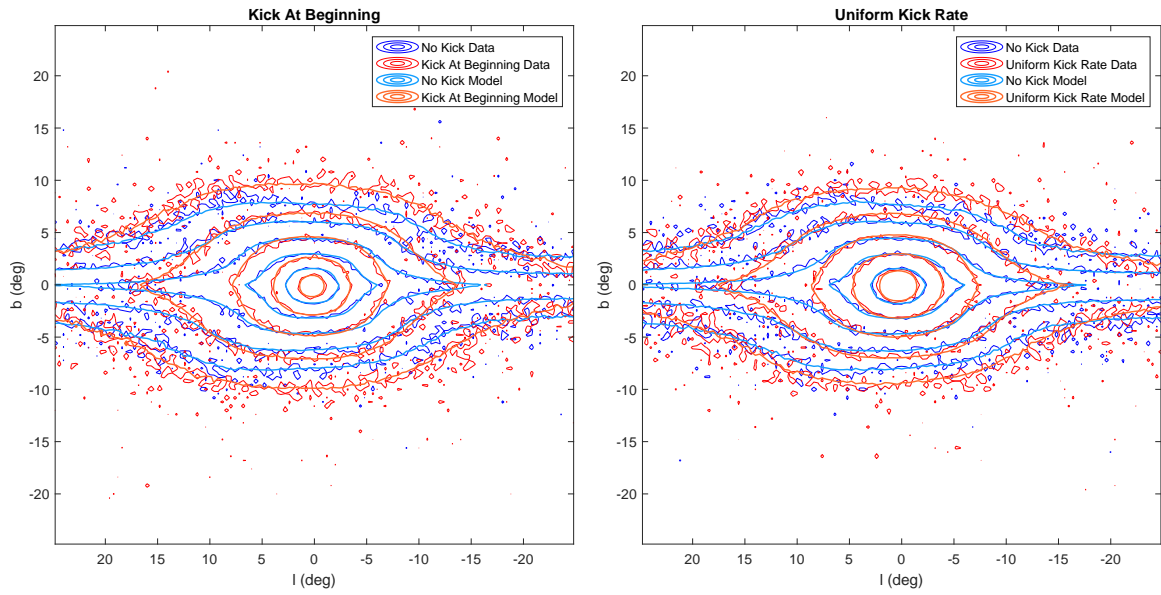 Kick At Beginning
No Kick Data
Kick At Beginning Data
No Kick Model
Kick At Beginning Model
20
15
10
5
0
-5
-10
-15
-20
b (deg)
20
15
10
5
0
-5
-10
-15
-20
l (deg)
Uniform Kick Rate
No Kick Data
Uniform Kick Rate Data
No Kick Model
Uniform Kick Rate Model
20
15
10
5
0
-5
-10
-15
-20
b (deg)
20
15
10
5
0
-5
-10
-15
-20
l (deg)